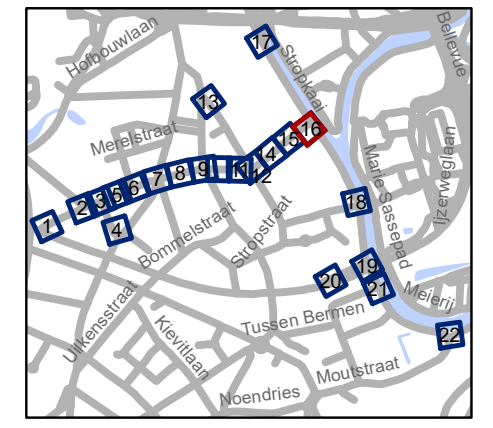 Hofbouwlaan
17
Stropkaai
Bellevue
13
Merelstraat
16
15
14
12
11
9
8
7
6
5
3
2
4
1
Bommelstraat
Stropstraat
Marie Sassepad
Ijzerweglaan
18
19
20
21
Meierij
22
Uilkensstraat
Kievitlaan
Tussen Bermen
Moutstraat
Noendries